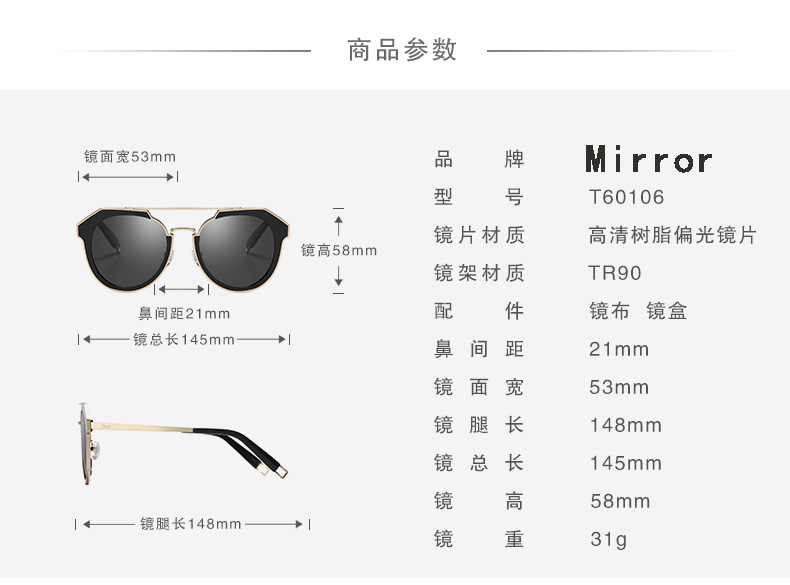 商品参数
镜面宽53mm
镜高58mm
鼻间距21mm
镜总长145mm
镜腿长148mm
品牌 Mirror
型号 T60106
镜片材质 高清树脂偏光镜片
镜架材质 TR90
配件 镜布 镜盒
鼻间距 21mm
镜面宽 53mm
镜腿长 148mm
镜总长 145mm
镜高 58mm
镜重 31g